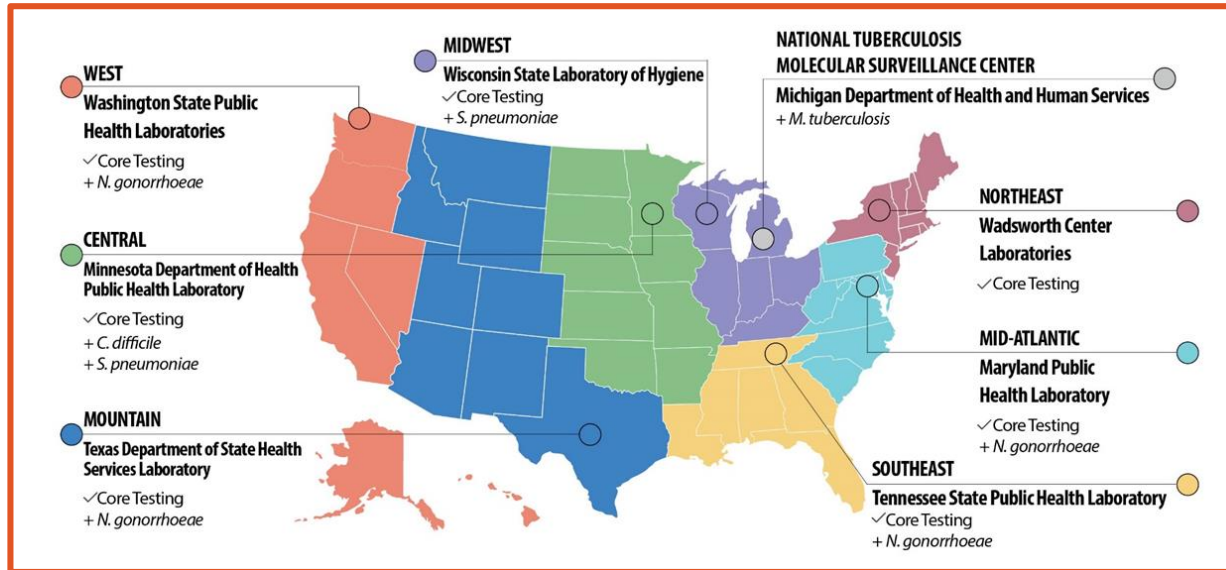 WEST
Washington State Public
Health Laboratories
✓Core Testing
+ N. gonorrhoeae
CENTRAL
Minnesota Department of Health
Public Health Laboratory
✓Core Testing
+ C. difficile
+ S. pneumoniae
MOUNTAIN
Texas Department of State Health
Services Laboratory
✓Core Testing
+ N. gonorrhoeae
MIDWEST
Wisconsin State Laboratory of Hygiene
✓Core Testing
+ S. pneumoniae
NATIONAL TUBERCULOSIS
MOLECULAR SURVEILLANCE CENTER
Michigan Department of Health and Human Services
+ M. tuberculosis
NORTHEAST
Wadsworth Center
Laboratories
✓Core Testing
MID-ATLANTIC
Maryland Public
Health Laboratory
✓Core Testing
+ N. gonorrhoeae
SOUTHEAST
Tennessee State Public Health Laboratory
✓Core Testing
+ N. gonorrhoeae